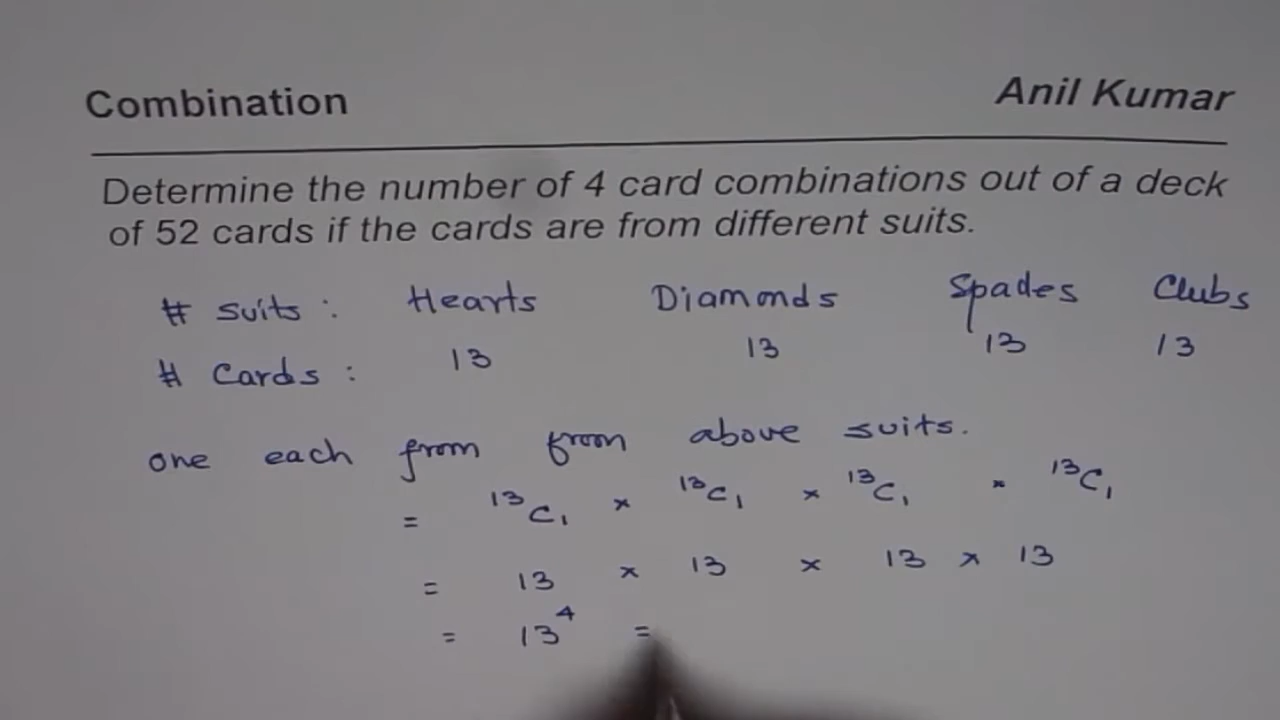 Combination Anil Kumar
Determine the number of 4 card combinations out of a deck
of 52 cards if the cards are from different suits.
# Suits : Hearts Diamonds Spades Clubs
# Cards : 13 13 13 13
one each from from above suits.
= ¹³C₁ × ¹³C₁ × ¹³C₁ × ¹³C₁
= 13 × 13 × 13 × 13
= 13⁴ =